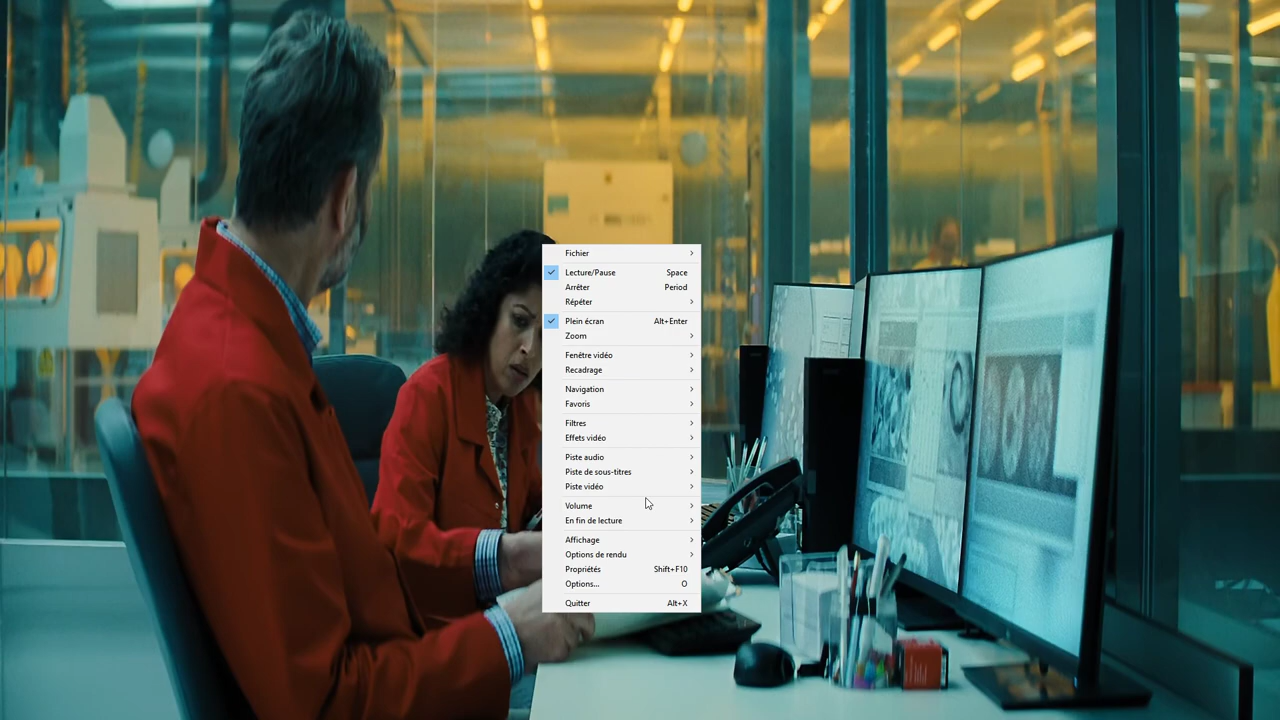 Fichier
Lecture/Pause Space
Arrêter Period
Répéter
Plein écran Alt+Enter
Zoom
Fenêtre vidéo
Recadrage
Navigation
Favoris
Filtres
Effets vidéo
Piste audio
Piste de sous-titres
Piste vidéo
Volume
En fin de lecture
Affichage
Options de rendu
Propriétés Shift+F10
Options... O
Quitter Alt+X